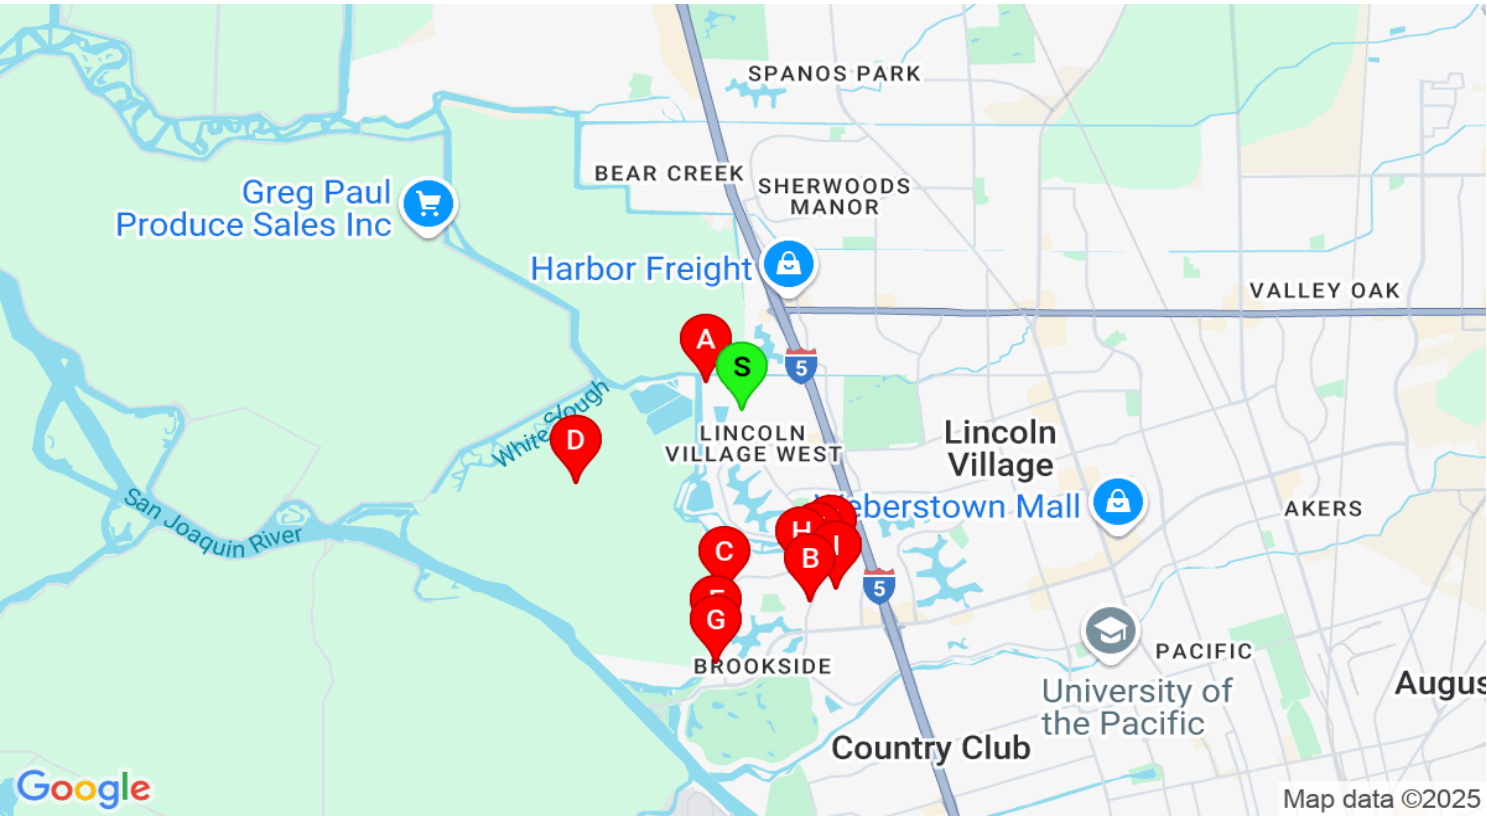 SPANOS PARK
BEAR CREEK
SHERWOODS
MANOR
Greg Paul
Produce Sales Inc
Harbor Freight
VALLEY OAK
A
S
5
White Slough
D
LINCOLN
VILLAGE WEST
Lincoln
Village
San Joaquin River
eberstown Mall
AKERS
H
I
C
B
5
G
BROOKSIDE
PACIFIC
University of
the Pacific
Augus
Country Club
Google
Map data ©2025